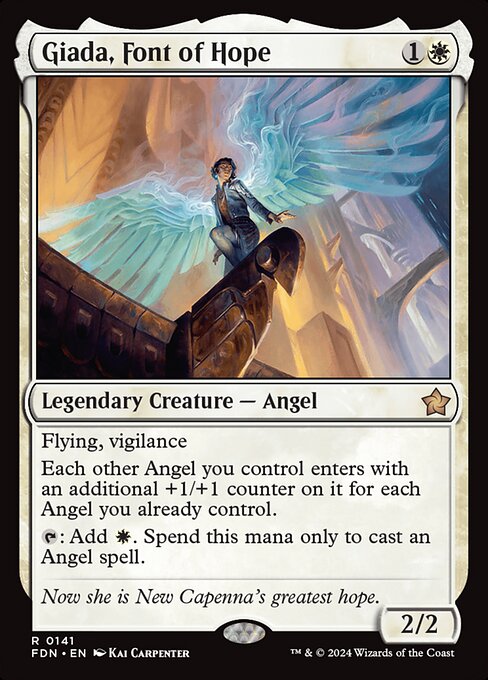 Giada, Font of Hope 1
Legendary Creature — Angel
Flying, vigilance
Each other Angel you control enters with
an additional +1/+1 counter on it for each
Angel you already control.
: Add . Spend this mana only to cast an
Angel spell.
Now she is New Capenna's greatest hope.
2/2
R 0141
FDN • EN Kai Carpenter
™ & © 2024 Wizards of the Coast